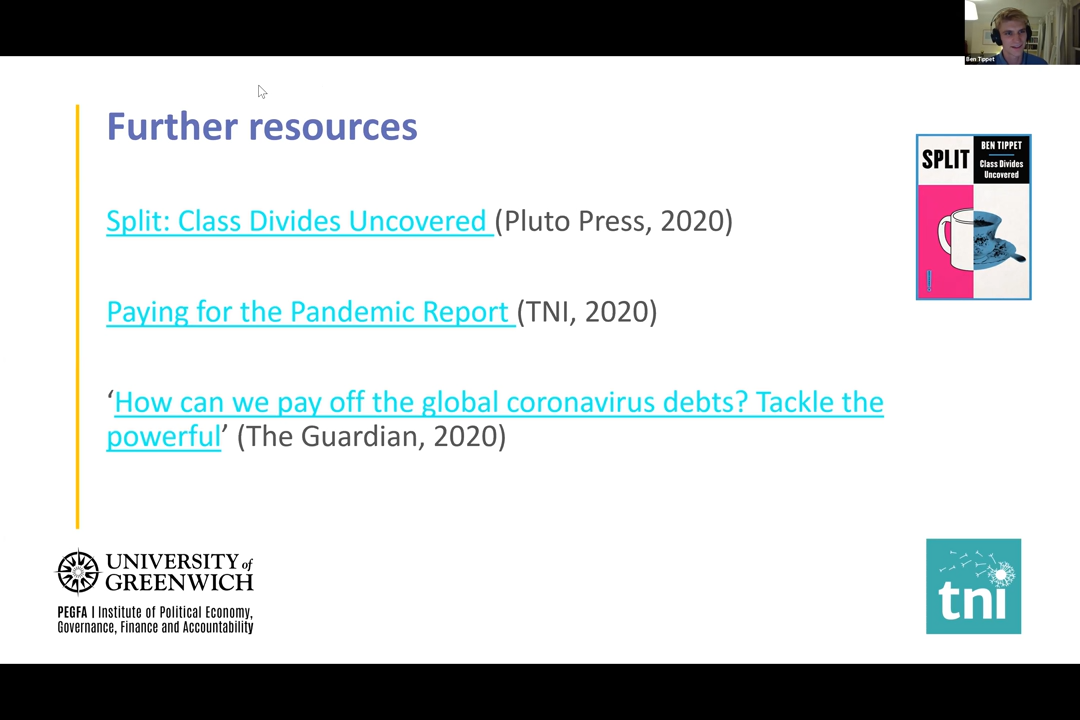 Ben Tippet
Further resources
SPLIT
BEN TIPPET
Class Divides
Uncovered
Split: Class Divides Uncovered (Pluto Press, 2020)
Paying for the Pandemic Report (TNI, 2020)
‘How can we pay off the global coronavirus debts? Tackle the
powerful’ (The Guardian, 2020)
UNIVERSITY of
GREENWICH
PEGFA | Institute of Political Economy,
Governance, Finance and Accountability
tni